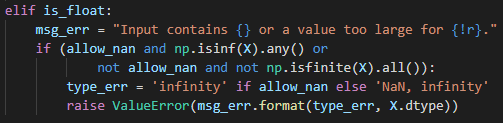 elif is_float:
    msg_err = "Input contains {} or a value too large for {!r}."
    if (allow_nan and np.isinf(X).any() or
            not allow_nan and not np.isfinite(X).all()):
        type_err = 'infinity' if allow_nan else 'NaN, infinity'
        raise ValueError(msg_err.format(type_err, X.dtype))